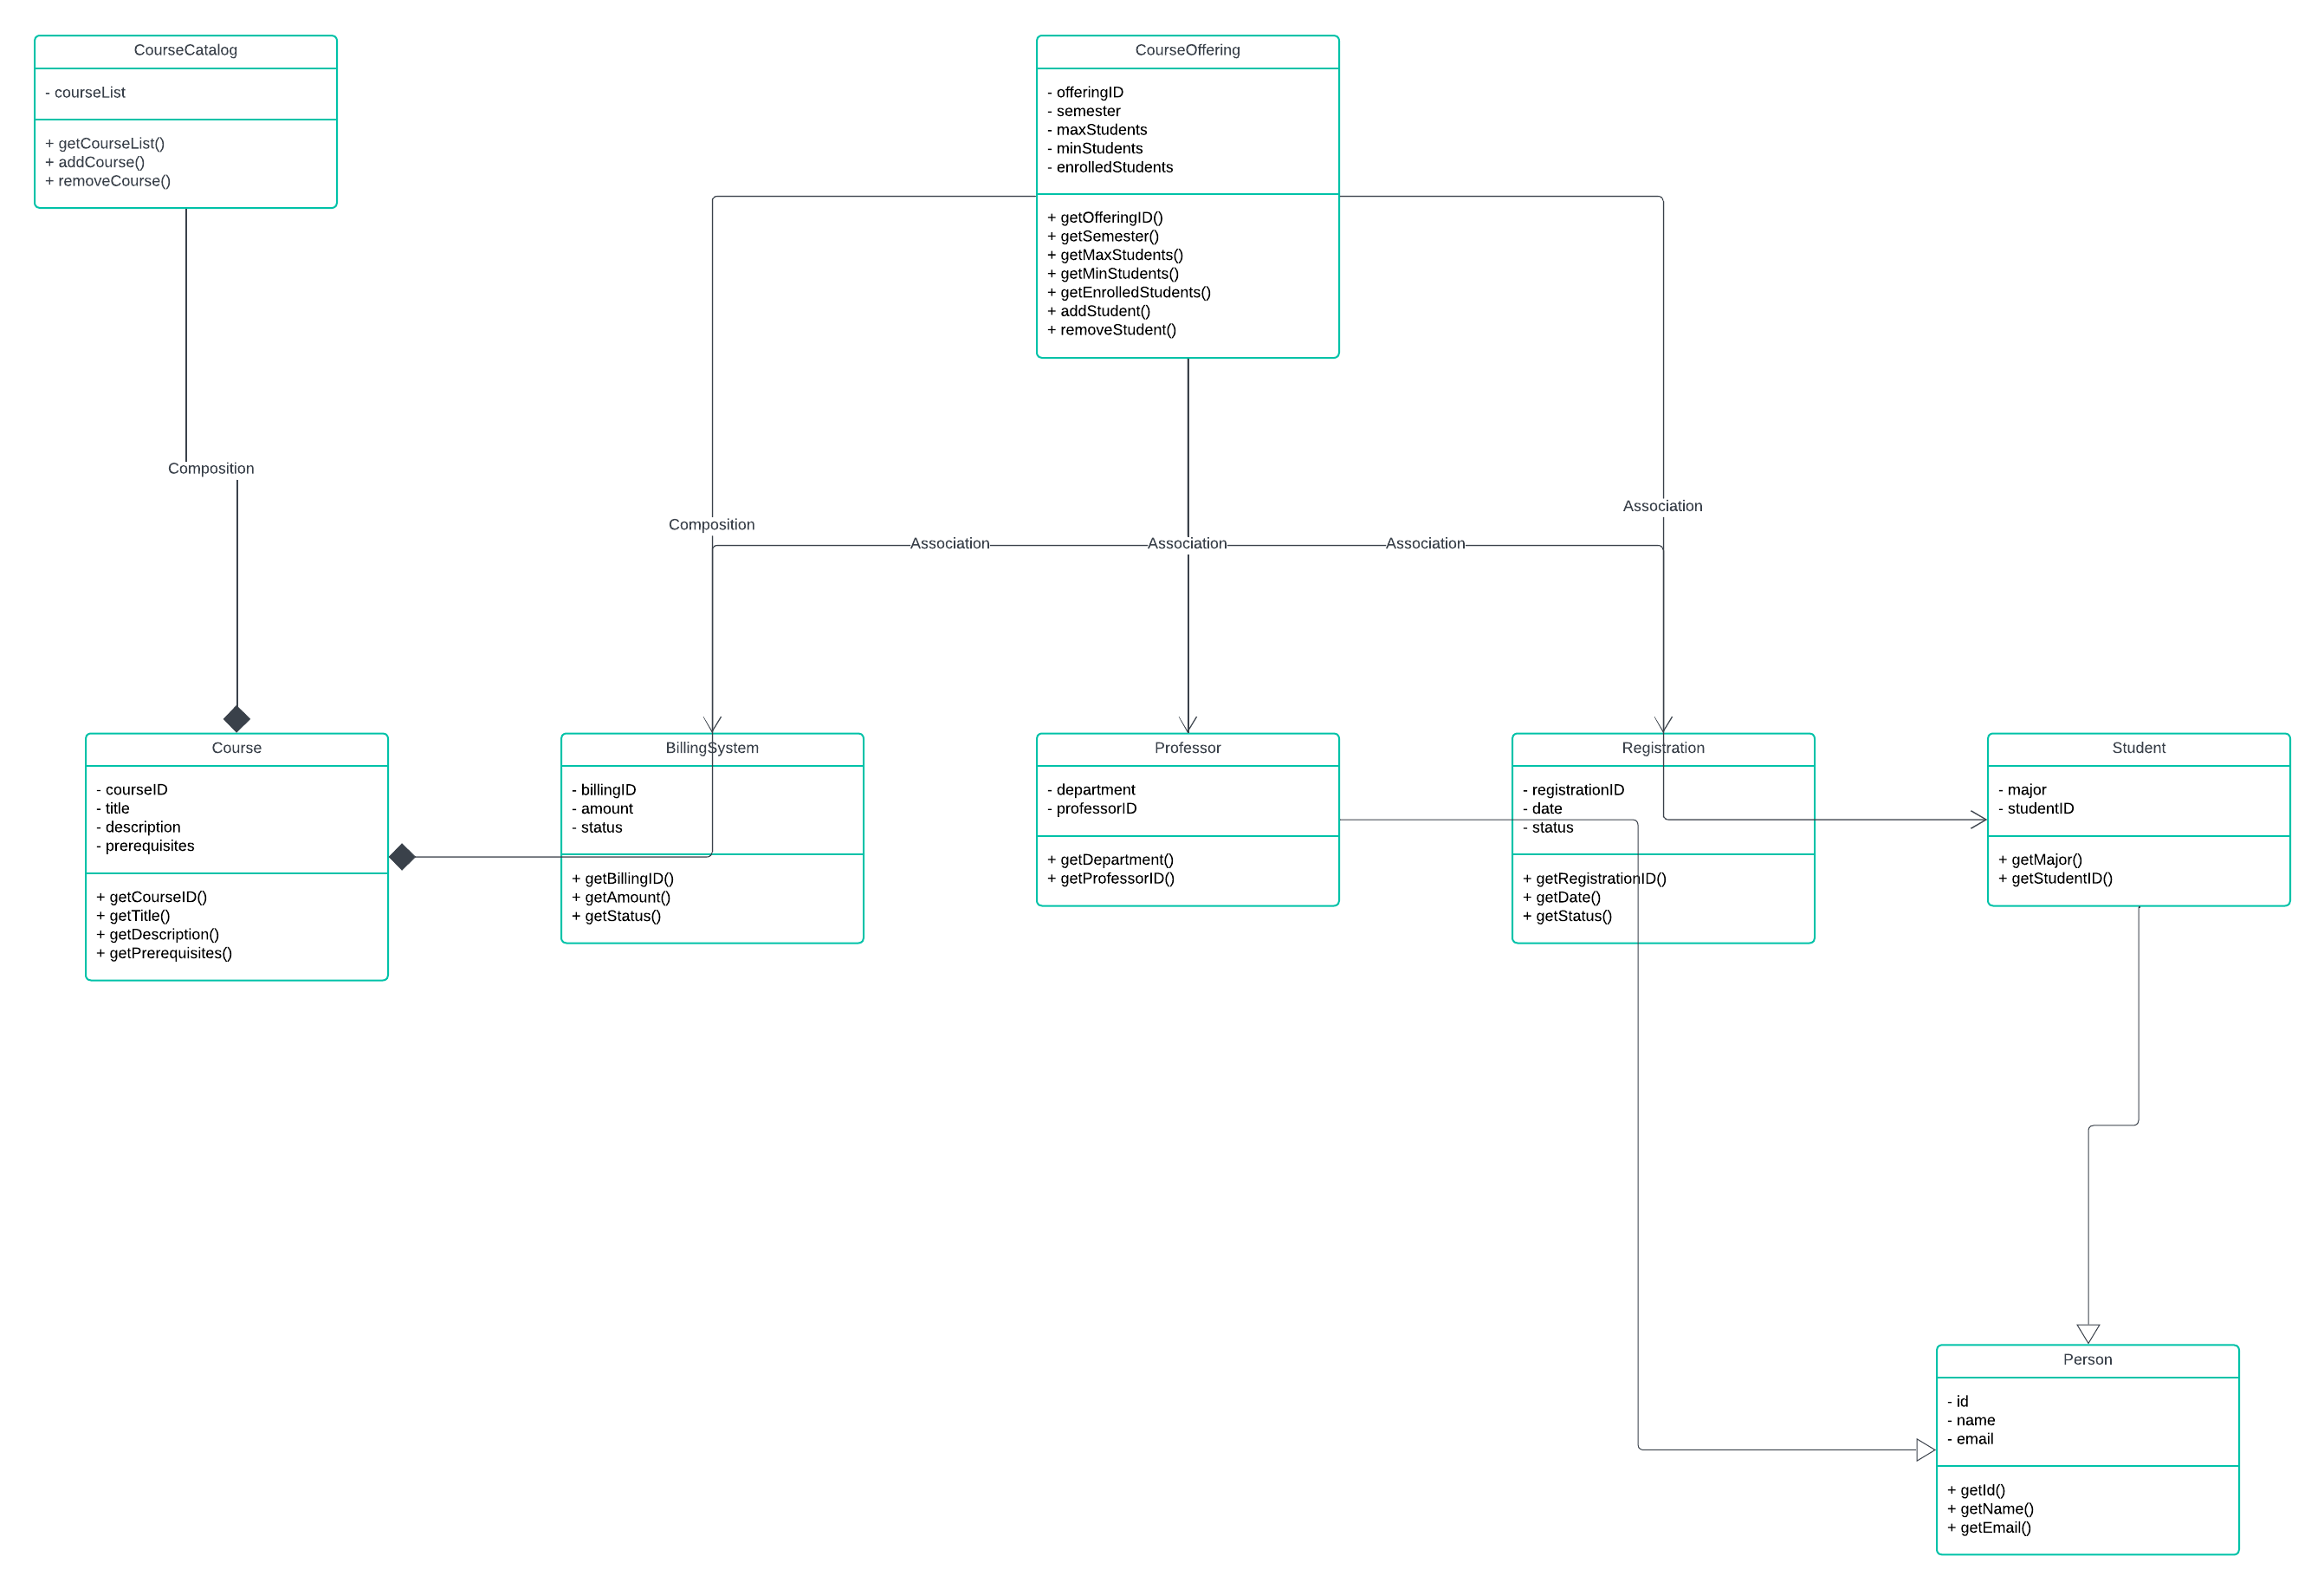 CourseCatalog
- courseList
+ getCourseList()
+ addCourse()
+ removeCourse()
CourseOffering
- offeringID
- semester
- maxStudents
- minStudents
- enrolledStudents
+ getOfferingID()
+ getSemester()
+ getMaxStudents()
+ getMinStudents()
+ getEnrolledStudents()
+ addStudent()
+ removeStudent()
Composition
Composition
Association
Association
Association
Association
Course
- courseID
- title
- description
- prerequisites
+ getCourseID()
+ getTitle()
+ getDescription()
+ getPrerequisites()
BillingSystem
- billingID
- amount
- status
+ getBillingID()
+ getAmount()
+ getStatus()
Professor
- department
- professorID
+ getDepartment()
+ getProfessorID()
Registration
- registrationID
- date
- status
+ getRegistrationID()
+ getDate()
+ getStatus()
Student
- major
- studentID
+ getMajor()
+ getStudentID()
Person
- id
- name
- email
+ getId()
+ getName()
+ getEmail()